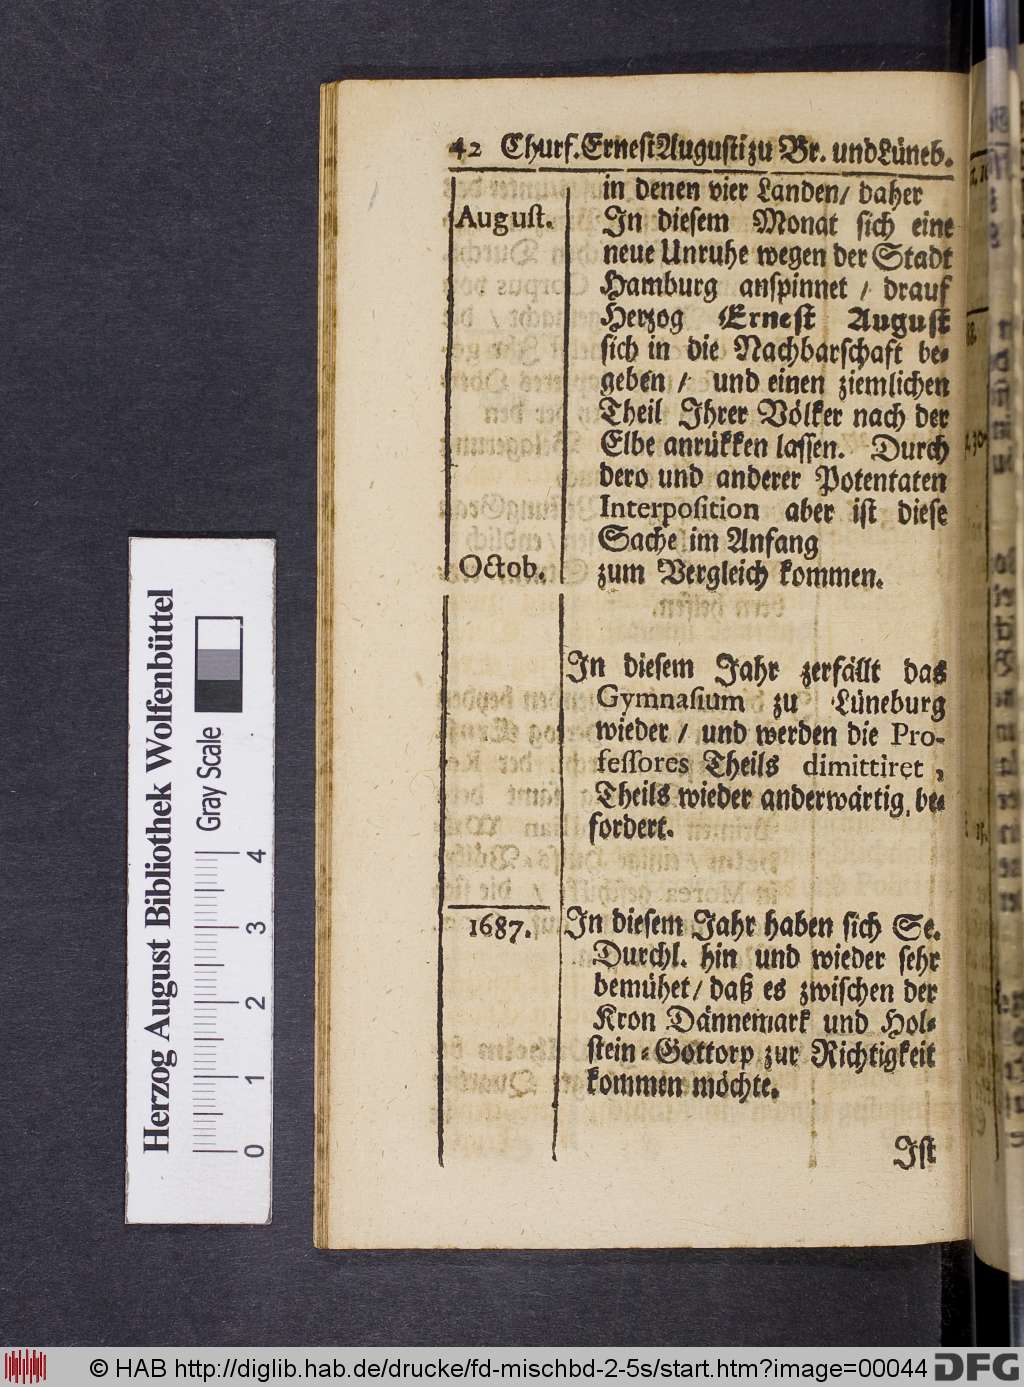 42 Churf. Ernest Augusti zu Br. und Lüneb.
in denen vier Landen/ daher
August. In diesem Monat sich eine
neue Unruhe wegen der Stadt
Hamburg anspinnet / drauf
Herzog Ernest August
sich in die Nachbarschaft be-
geben / und einen ziemlichen
Theil Ihrer Völker nach der
Elbe anrükken lassen. Durch
dero und anderer Potentaten
Interposition aber ist diese
Sache im Anfang
Octob. zum Vergleich kommen.
In diesem Jahr zerfällt das
Gymnasium zu Lüneburg
wieder / und werden die Pro-
fessores Theils dimittiret,
Theils wieder anderwärtig be-
fordert.
1687. In diesem Jahr haben sich Se.
Durchl. hin und wieder sehr
bemühet/ daß es zwischen der
Kron Dännemark und Hol-
stein-Gottorp zur Richtigkeit
kommen möchte.
Ist
Herzog August Bibliothek Wolfenbüttel
Gray Scale
0 1 2 3 4
© HAB http://diglib.hab.de/drucke/fd-mischbd-2-5s/start.htm?image=00044 DFG